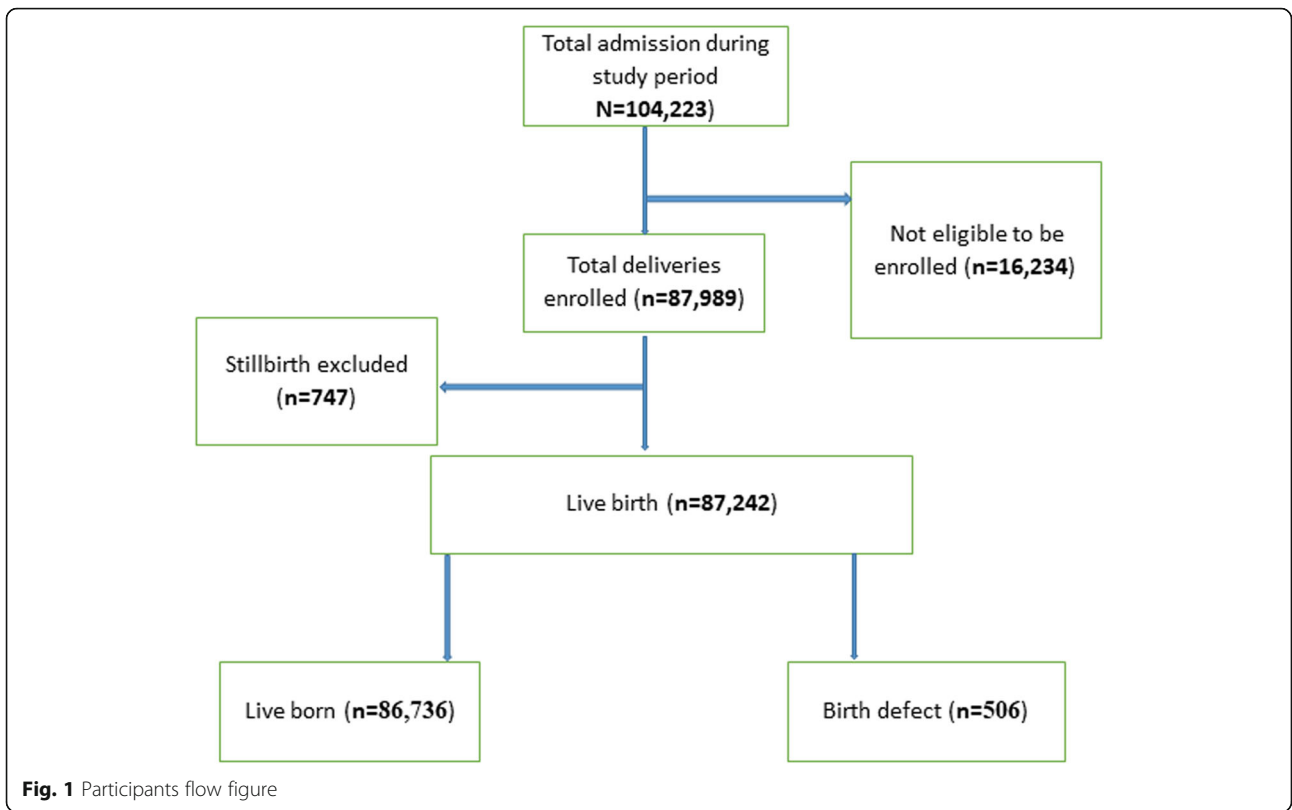 Total admission during
study period
N=104,223)
Not eligible to be
enrolled (n=16,234)
Total deliveries
enrolled (n=87,989)
Stillbirth excluded
(n=747)
Live birth (n=87,242)
Live born (n=86,736)
Birth defect (n=506)
Fig. 1 Participants flow figure